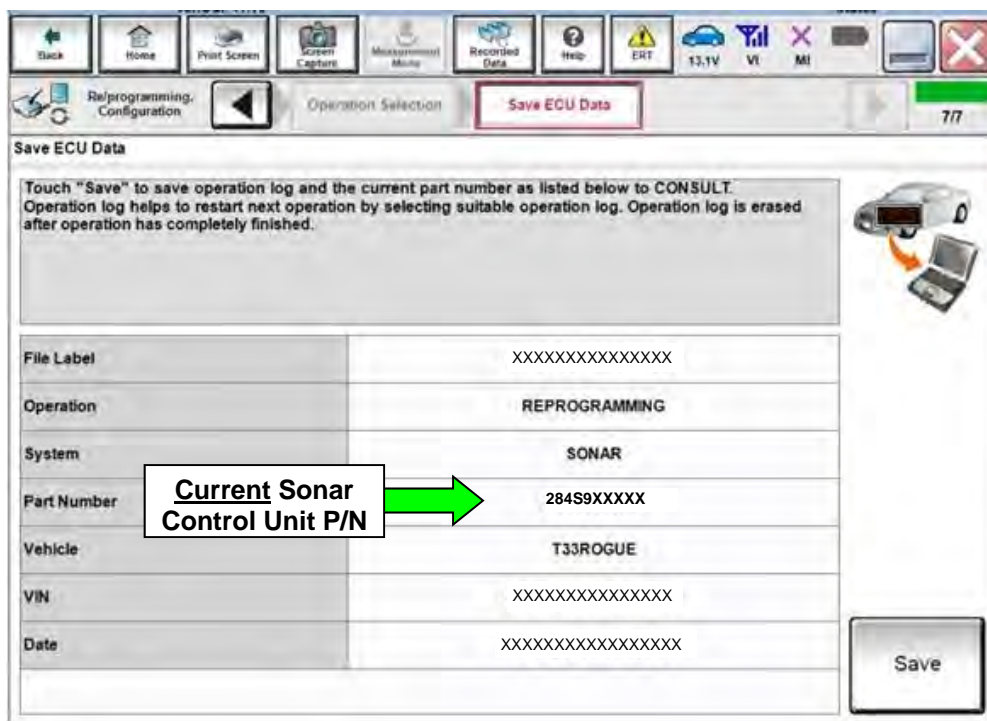 Back
Home
Print Screen
Screen
Capture
Measurement
Mode
Recorded
Data
Help
ERT
13.1V
VI
MI
Re/programming,
Configuration
Operation Selection
Save ECU Data
7/7
Save ECU Data
Touch "Save" to save operation log and the current part number as listed below to CONSULT.
Operation log helps to restart next operation by selecting suitable operation log. Operation log is erased
after operation has completely finished.
File Label
XXXXXXXXXXXXXXX
Operation
REPROGRAMMING
System
SONAR
Part Number
Current Sonar
Control Unit P/N
284S9XXXXX
Vehicle
T33ROGUE
VIN
XXXXXXXXXXXXXXX
Date
XXXXXXXXXXXXXXXXX
Save